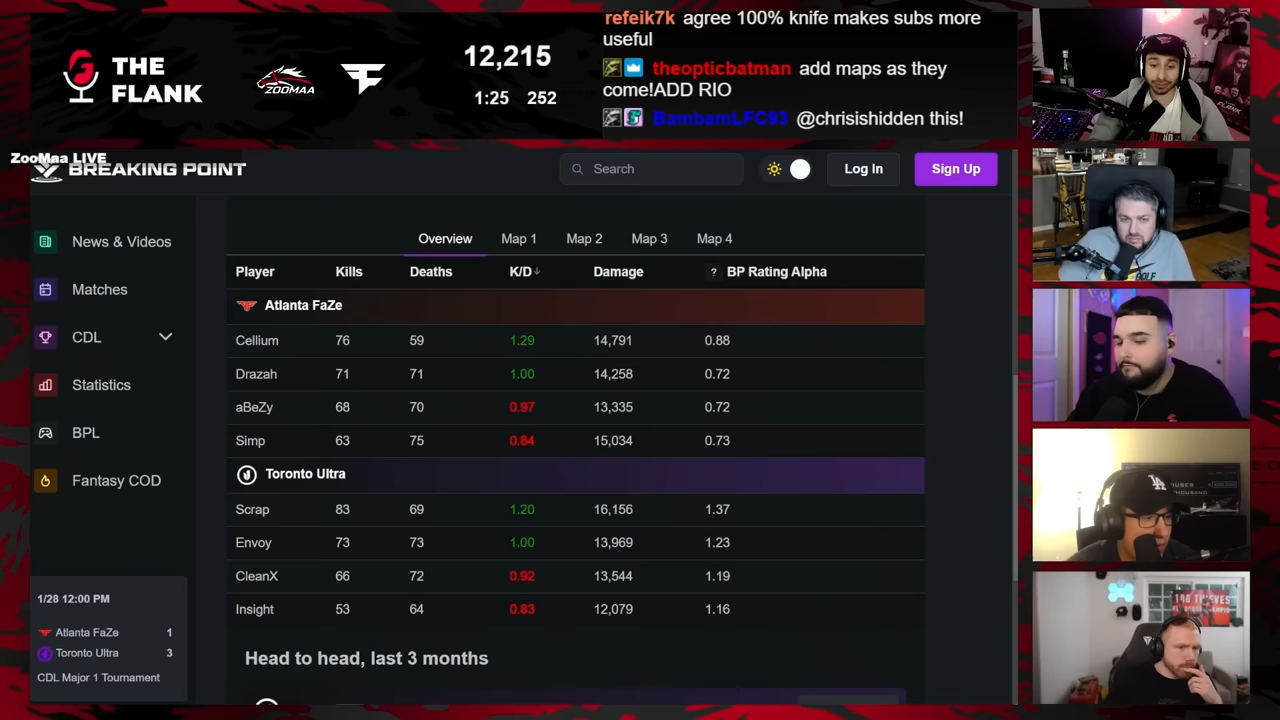 THE
FLANK
ZOOMAA
12,215
1:25 252
refeik7k agree 100% knife makes subs more
useful
theopticbatman add maps as they
come!ADD RIO
BambamLFC93 @chrisishidden this!
ZooMaa LIVE
BREAKING POINT
Search
Log In
Sign Up
News & Videos
Matches
CDL
Statistics
BPL
Fantasy COD
1/28 12:00 PM
Atlanta FaZe 1
Toronto Ultra 3
CDL Major 1 Tournament
Overview Map 1 Map 2 Map 3 Map 4
Player Kills Deaths K/D↓ Damage ? BP Rating Alpha
Atlanta FaZe
Cellium 76 59 1.29 14,791 0.88
Drazah 71 71 1.00 14,258 0.72
aBeZy 68 70 0.97 13,335 0.72
Simp 63 75 0.84 15,034 0.73
Toronto Ultra
Scrap 83 69 1.20 16,156 1.37
Envoy 73 73 1.00 13,969 1.23
CleanX 66 72 0.92 13,544 1.19
Insight 53 64 0.83 12,079 1.16
Head to head, last 3 months
LA
100 THIEVES